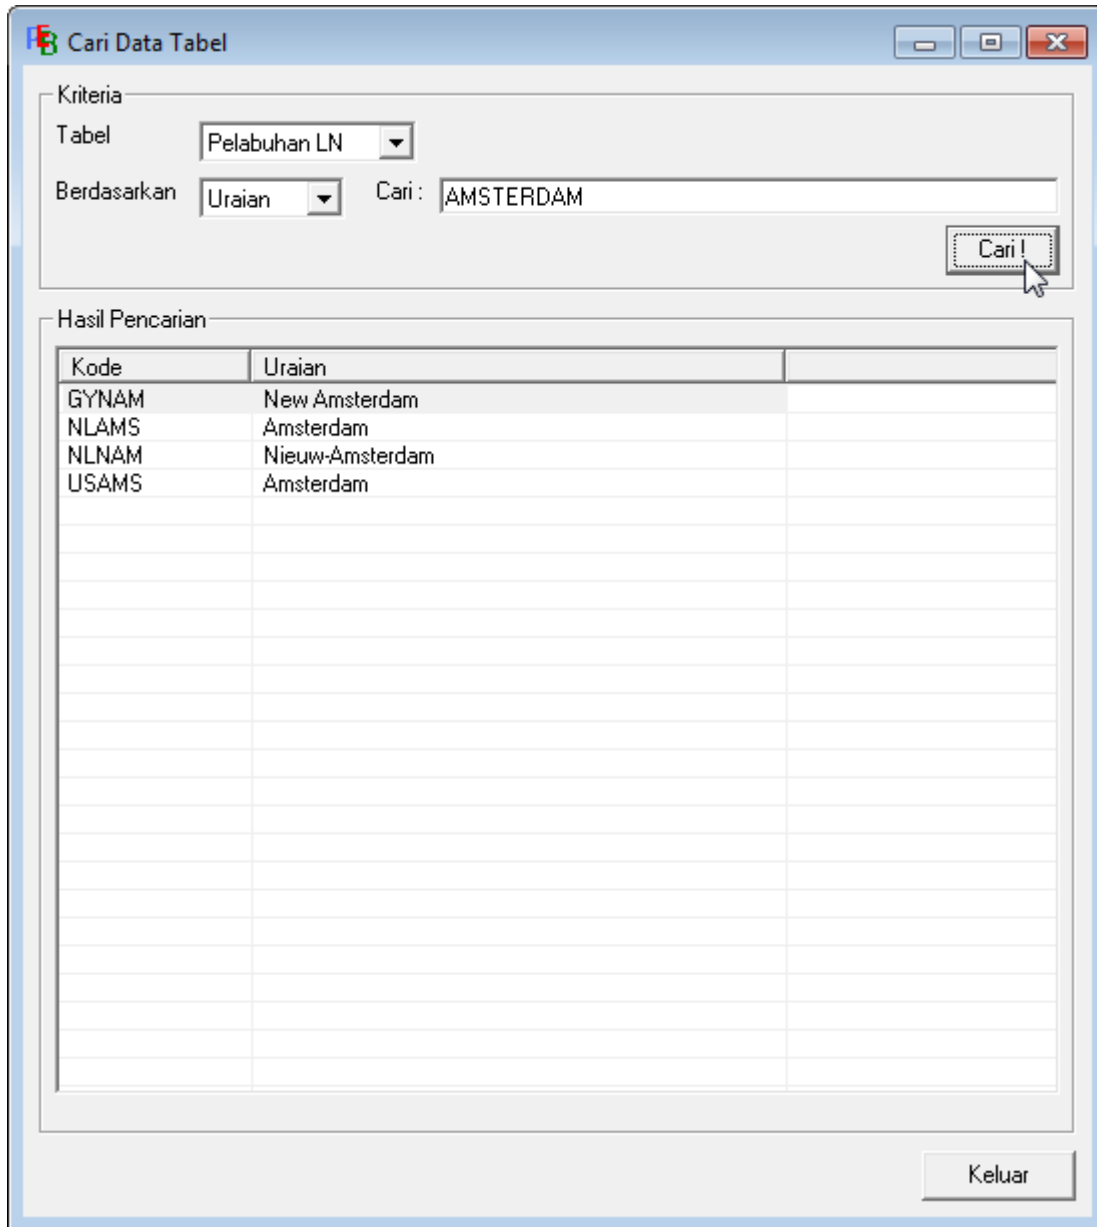 PEB Cari Data Tabel
Kriteria
Tabel Pelabuhan LN
Berdasarkan Uraian Cari : AMSTERDAM
Cari !
Hasil Pencarian
Kode Uraian
GYNAM New Amsterdam
NLAMS Amsterdam
NLNAM Nieuw-Amsterdam
USAMS Amsterdam
Keluar